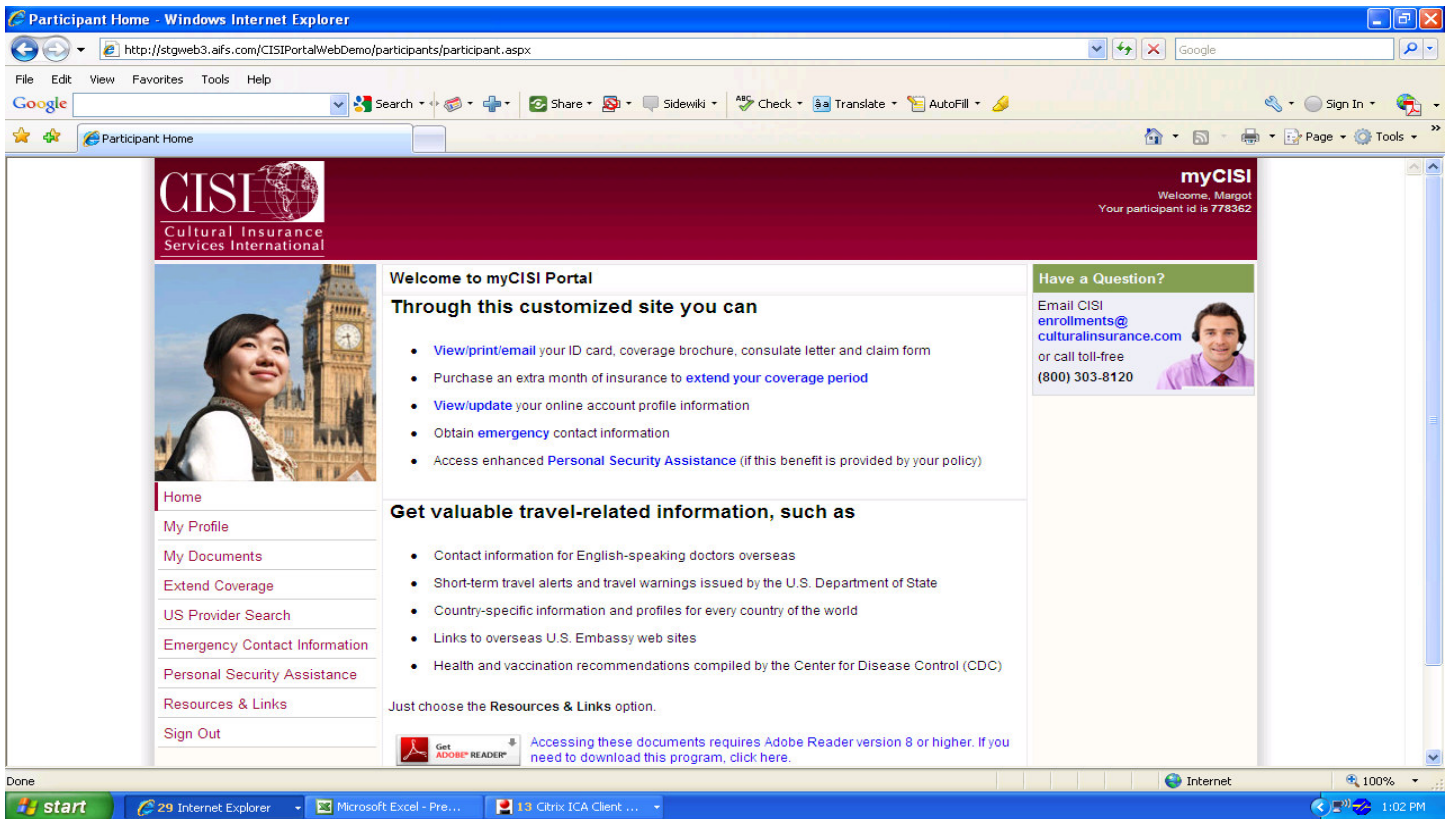 Participant Home - Windows Internet Explorer
http://stgweb3.aifs.com/CISIPortalWebDemo/participants/participant.aspx
Google
File Edit View Favorites Tools Help
Google Search Share Sidewiki Check Translate AutoFill Sign In
Participant Home
Page Tools
CISI
Cultural Insurance
Services International
myCISI
Welcome, Margot
Your participant id is 778362
Home
My Profile
My Documents
Extend Coverage
US Provider Search
Emergency Contact Information
Personal Security Assistance
Resources & Links
Sign Out
Welcome to myCISI Portal
Through this customized site you can
• View/print/email your ID card, coverage brochure, consulate letter and claim form
• Purchase an extra month of insurance to extend your coverage period
• View/update your online account profile information
• Obtain emergency contact information
• Access enhanced Personal Security Assistance (if this benefit is provided by your policy)
Get valuable travel-related information, such as
• Contact information for English-speaking doctors overseas
• Short-term travel alerts and travel warnings issued by the U.S. Department of State
• Country-specific information and profiles for every country of the world
• Links to overseas U.S. Embassy web sites
• Health and vaccination recommendations compiled by the Center for Disease Control (CDC)
Just choose the Resources & Links option.
Get
ADOBE® READER®
Accessing these documents requires Adobe Reader version 8 or higher. If you
need to download this program, click here.
Have a Question?
Email CISI
enrollments@
culturalinsurance.com
or call toll-free
(800) 303-8120
Done
Internet
100%
start
29 Internet Explorer
Microsoft Excel - Pre...
13 Citrix ICA Client ...
1:02 PM